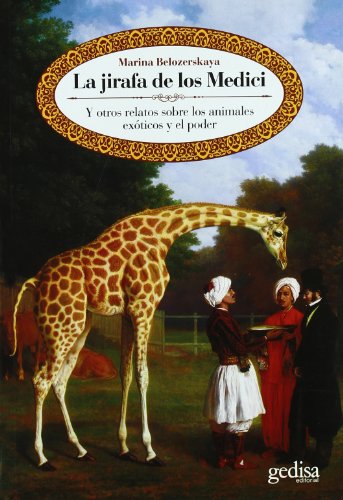 Marina Belozerskaya
La jirafa de los Medici
Y otros relatos sobre los animales
exóticos y el poder
gedisa
editorial